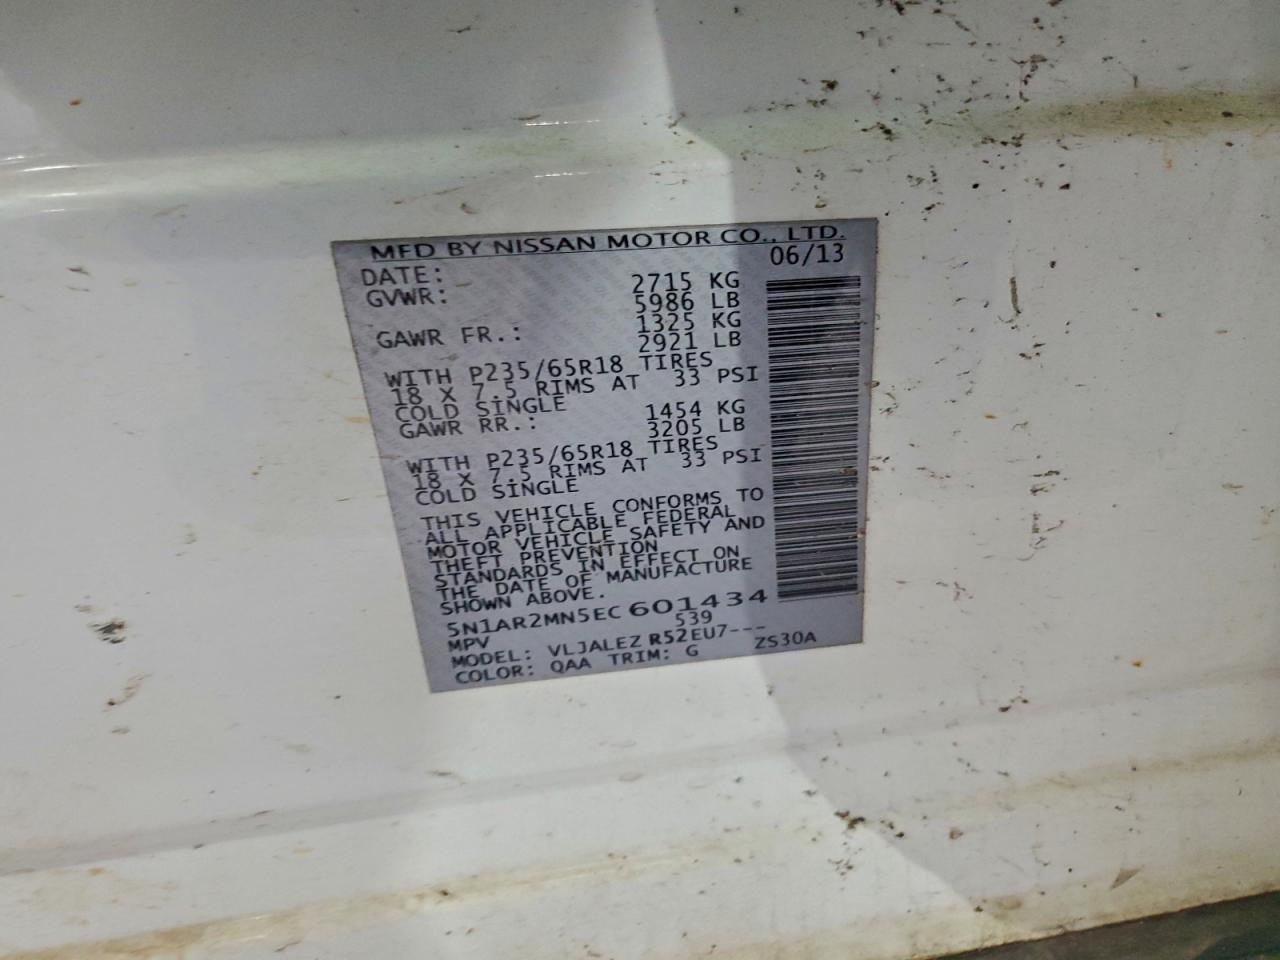 MFD BY NISSAN MOTOR CO., LTD.
DATE: 06/13
GVWR: 2715 KG
5986 LB
GAWR FR.: 1325 KG
2921 LB
WITH P235/65R18 TIRES
18 X 7.5 RIMS AT 33 PSI
COLD SINGLE
GAWR RR.: 1454 KG
3205 LB
WITH P235/65R18 TIRES
18 X 7.5 RIMS AT 33 PSI
COLD SINGLE
THIS VEHICLE CONFORMS TO
ALL APPLICABLE FEDERAL
MOTOR VEHICLE SAFETY AND
THEFT PREVENTION
STANDARDS IN EFFECT ON
THE DATE OF MANUFACTURE
SHOWN ABOVE.
5N1AR2MN5EC601434
MPV 539
MODEL: VLJALEZ R52EU7---
COLOR: QAA TRIM: G ZS30A